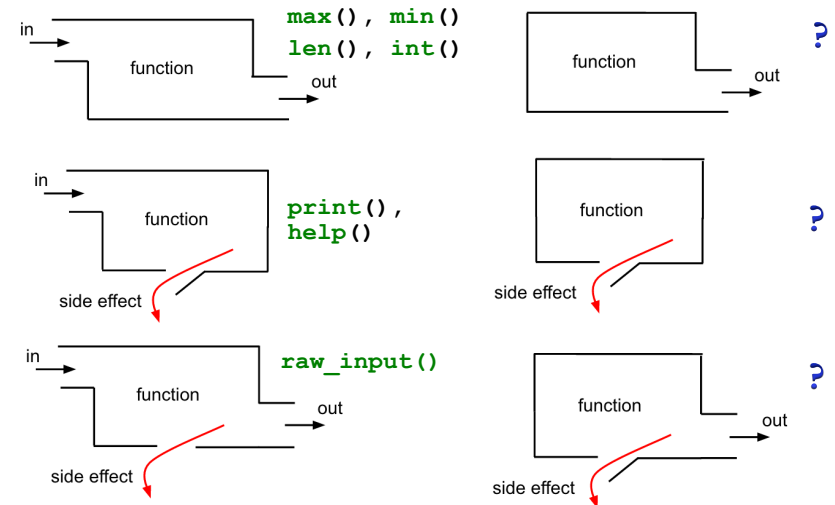 in
function
out
max(), min()
len(), int()
function
out
?
in
function
side effect
print(),
help()
function
side effect
?
in
function
out
side effect
raw_input()
function
out
side effect
?